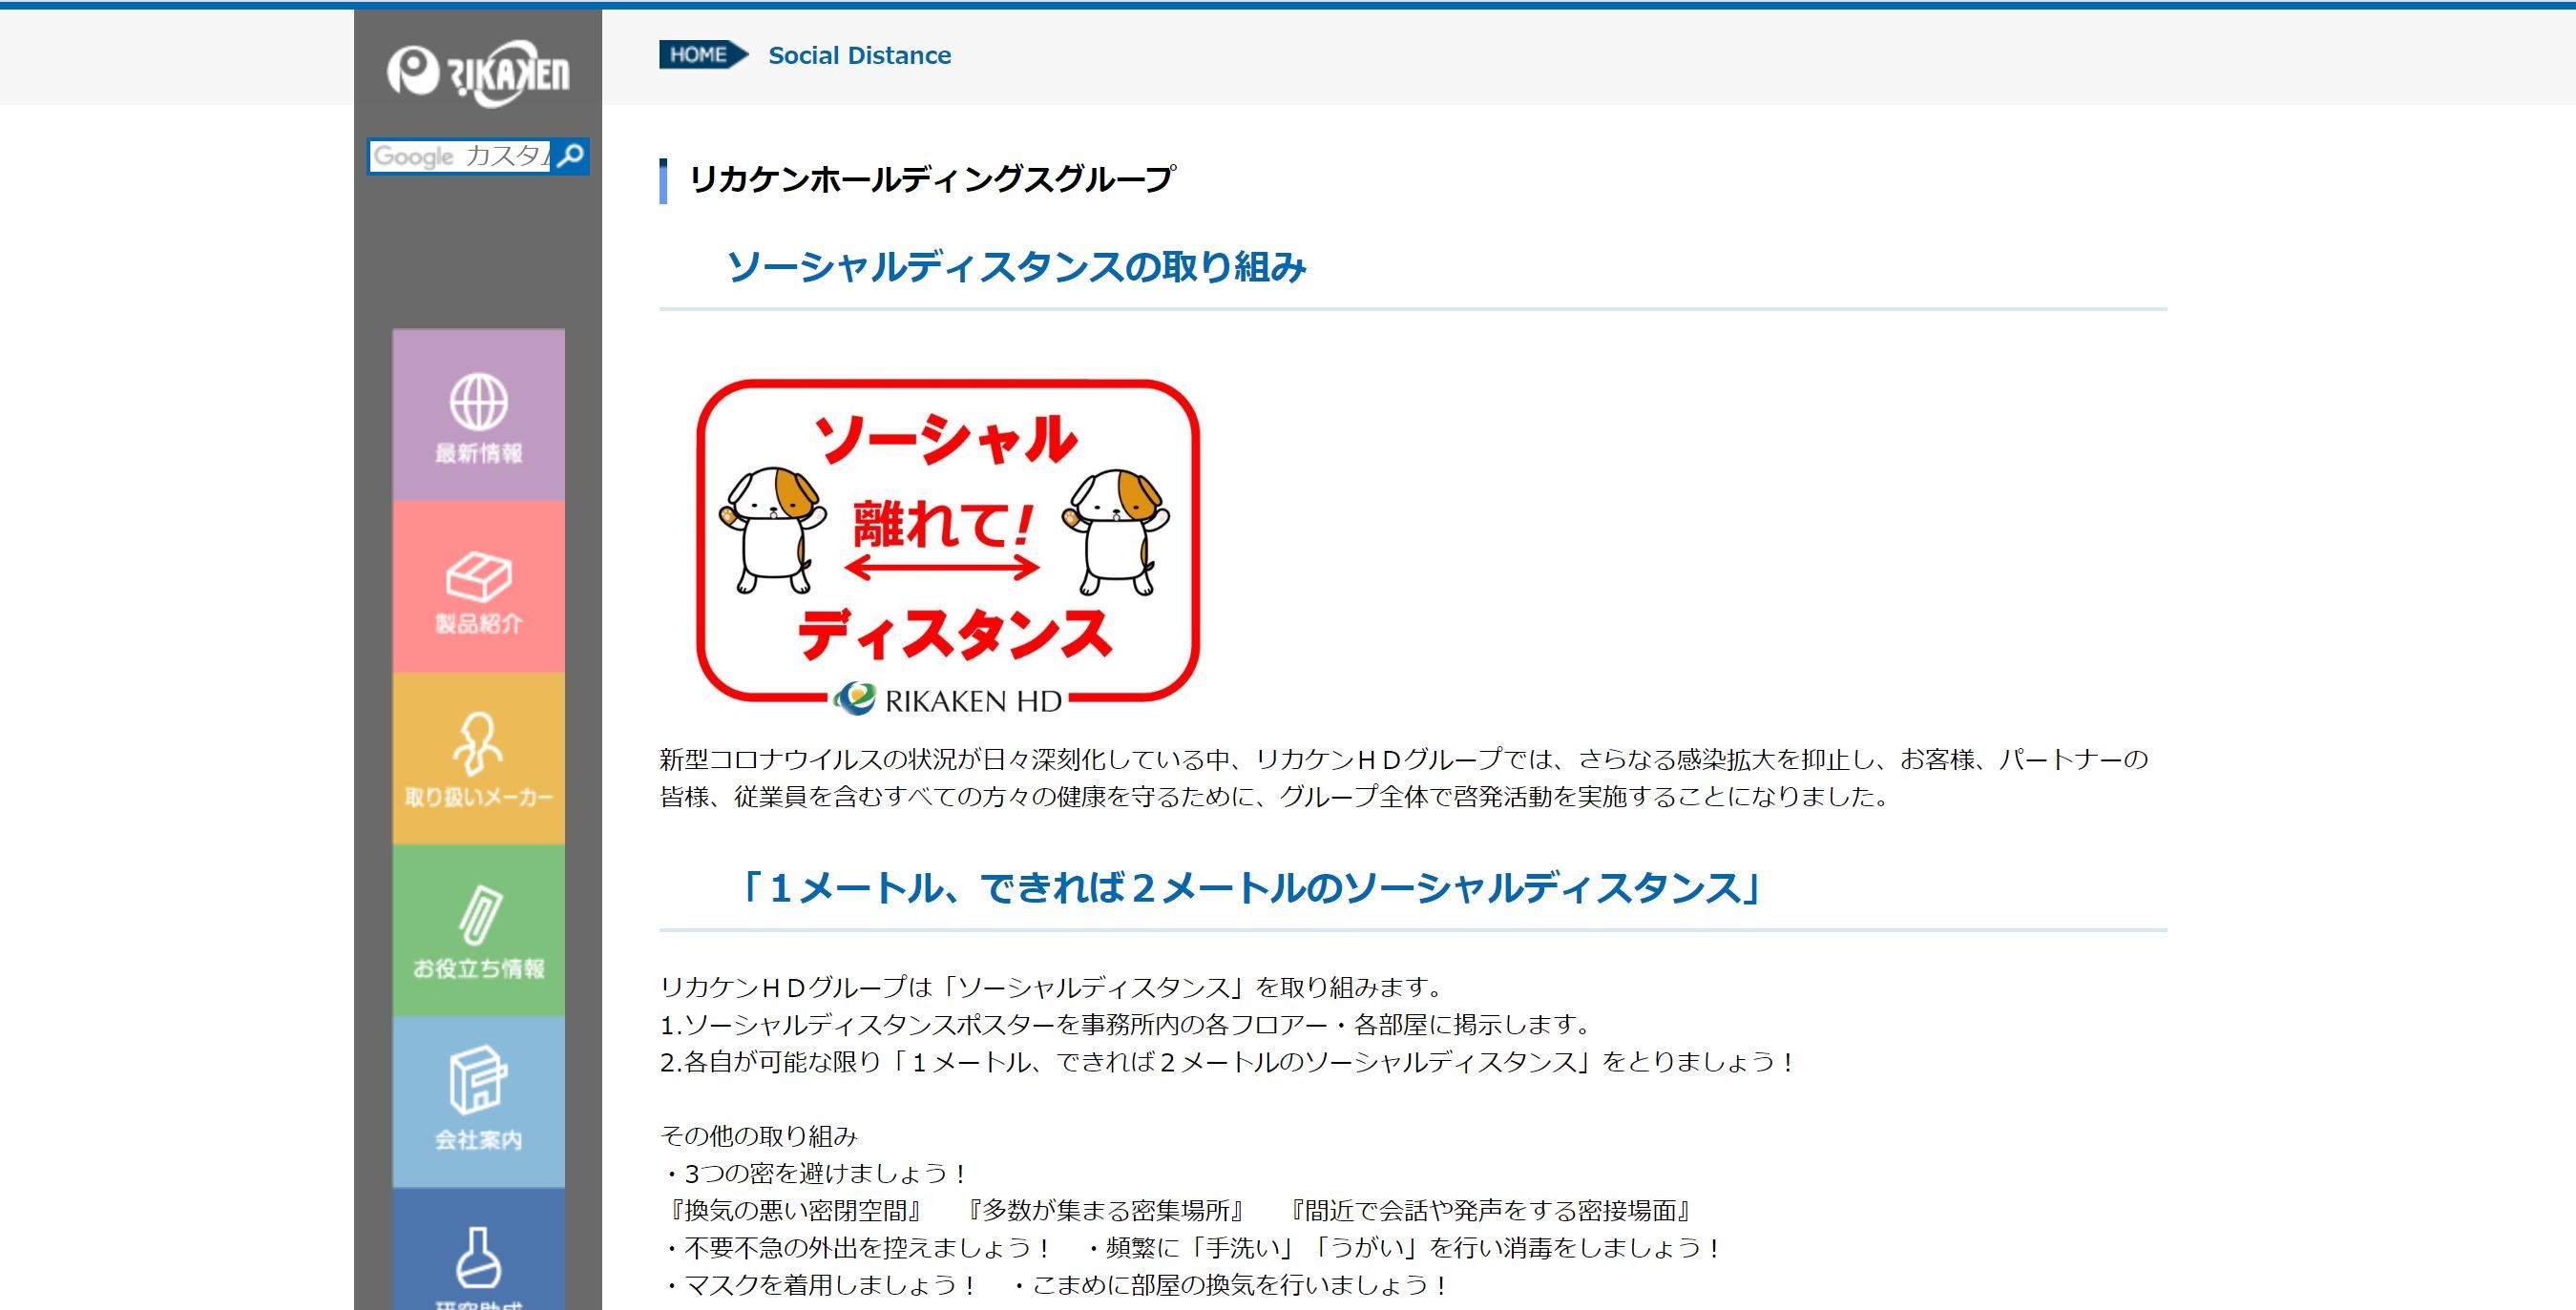 RIKAKEN
Google カスタム
最新情報
製品紹介
取り扱いメーカー
お役立ち情報
会社案内
研究助成
HOME
Social Distance
リカケンホールディングスグループ
ソーシャルディスタンスの取り組み
ソーシャル
離れて!
ディスタンス
RIKAKEN HD
新型コロナウイルスの状況が日々深刻化している中、リカケンＨＤグループでは、さらなる感染拡大を抑止し、お客様、パートナーの
皆様、従業員を含むすべての方々の健康を守るために、グループ全体で啓発活動を実施することになりました。
「１メートル、できれば２メートルのソーシャルディスタンス」
リカケンＨＤグループは「ソーシャルディスタンス」を取り組みます。
1.ソーシャルディスタンスポスターを事務所内の各フロアー・各部屋に掲示します。
2.各自が可能な限り「１メートル、できれば２メートルのソーシャルディスタンス」をとりましょう！
その他の取り組み
・3つの密を避けましょう！
『換気の悪い密閉空間』　『多数が集まる密集場所』　『間近で会話や発声をする密接場面』
・不要不急の外出を控えましょう！　・頻繁に「手洗い」「うがい」を行い消毒をしましょう！
・マスクを着用しましょう！　・こまめに部屋の換気を行いましょう！